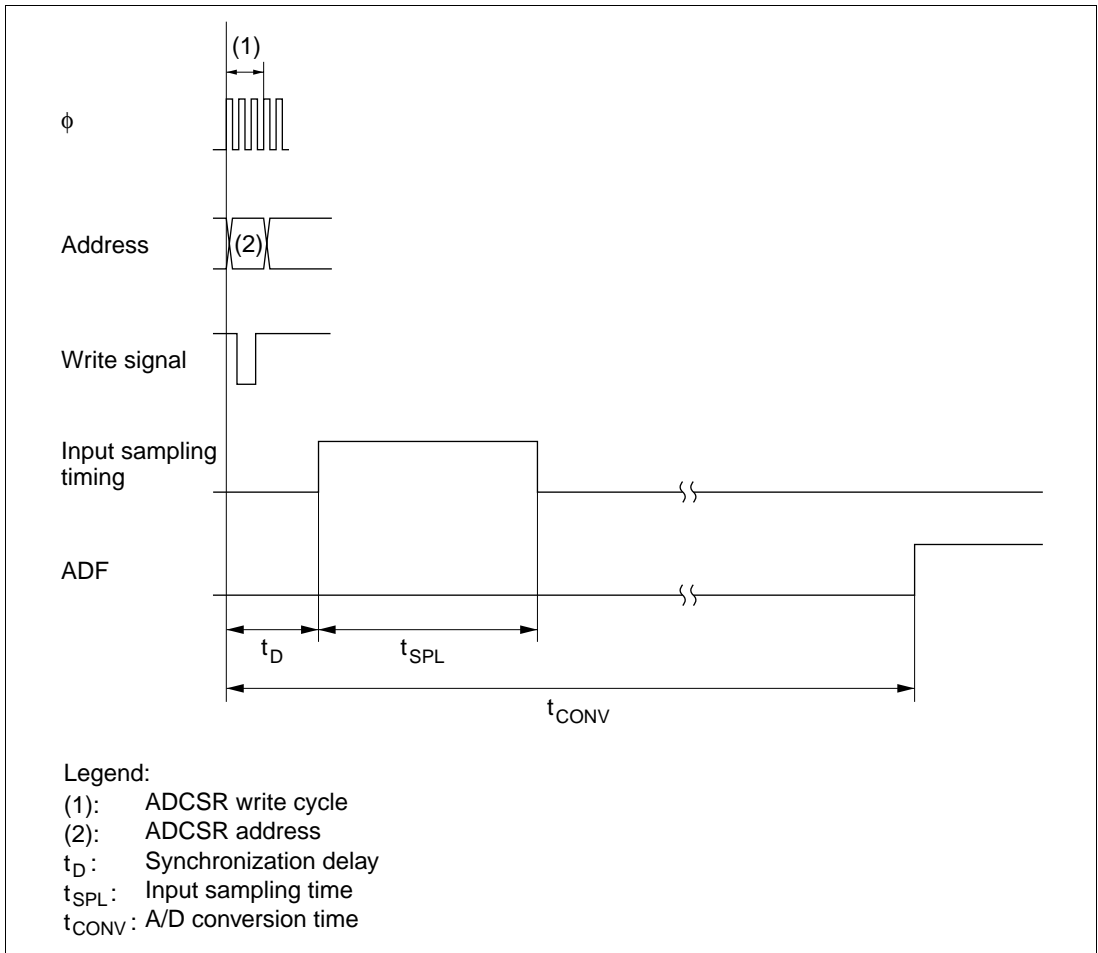 (1)
ϕ
Address
(2)
Write signal
Input sampling
timing
ADF
tD
tSPL
tCONV
Legend:
(1): ADCSR write cycle
(2): ADCSR address
tD : Synchronization delay
tSPL : Input sampling time
tCONV : A/D conversion time